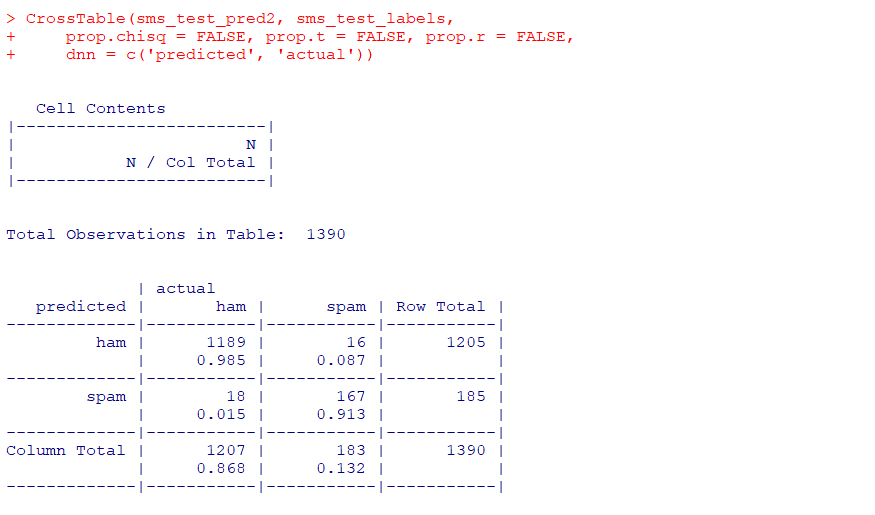 > CrossTable(sms_test_pred2, sms_test_labels,
+     prop.chisq = FALSE, prop.t = FALSE, prop.r = FALSE,
+     dnn = c('predicted', 'actual'))
   Cell Contents
|-------------------------|
|                       N |
|           N / Col Total |
|-------------------------|
Total Observations in Table:  1390
             | actual
   predicted |       ham |      spam | Row Total |
-------------|-----------|-----------|-----------|
         ham |      1189 |        16 |      1205 |
             |     0.985 |     0.087 |           |
-------------|-----------|-----------|-----------|
        spam |        18 |       167 |       185 |
             |     0.015 |     0.913 |           |
-------------|-----------|-----------|-----------|
Column Total |      1207 |       183 |      1390 |
             |     0.868 |     0.132 |           |
-------------|-----------|-----------|-----------|